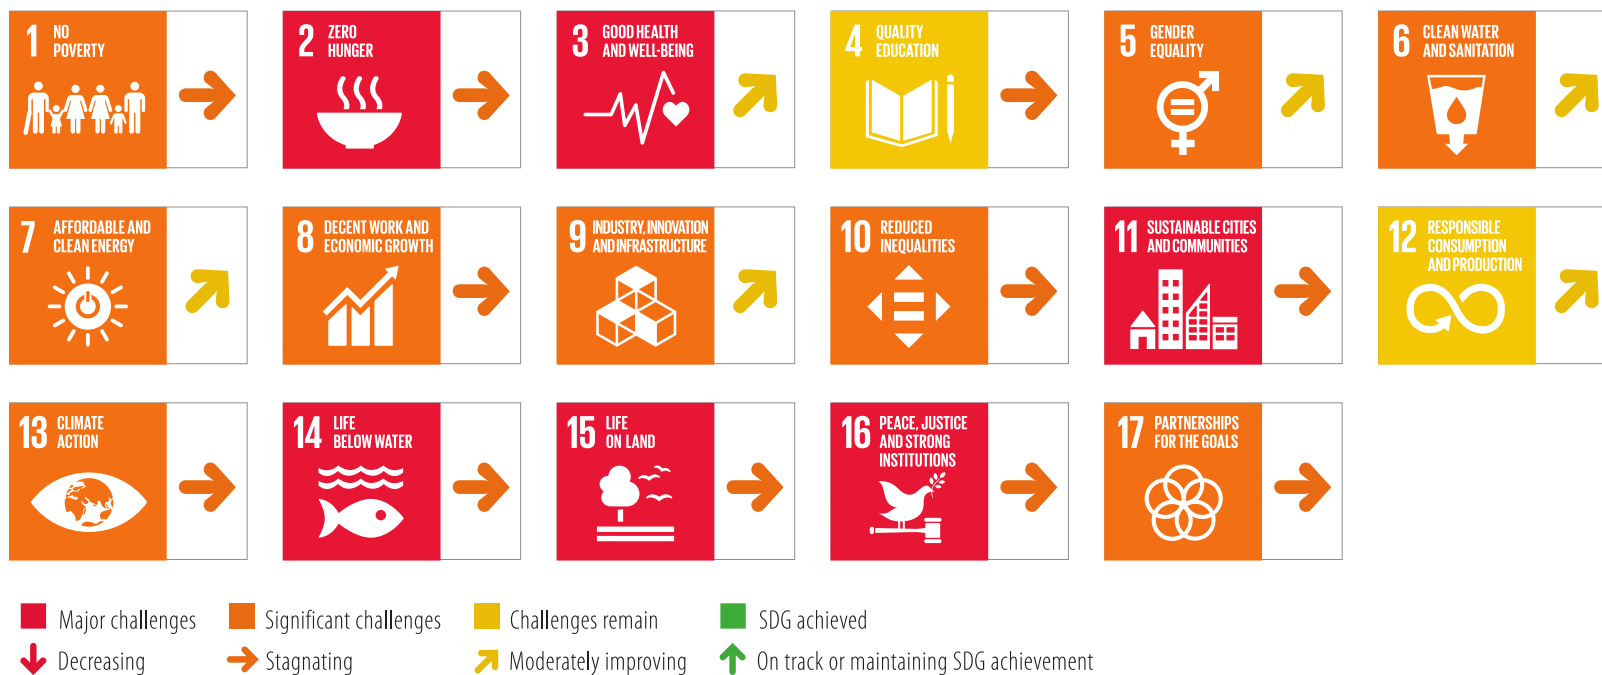 1 NO
POVERTY
2 ZERO
HUNGER
3 GOOD HEALTH
AND WELL-BEING
4 QUALITY
EDUCATION
5 GENDER
EQUALITY
6 CLEAN WATER
AND SANITATION
7 AFFORDABLE AND
CLEAN ENERGY
8 DECENT WORK AND
ECONOMIC GROWTH
9 INDUSTRY, INNOVATION
AND INFRASTRUCTURE
10 REDUCED
INEQUALITIES
11 SUSTAINABLE CITIES
AND COMMUNITIES
12 RESPONSIBLE
CONSUMPTION
AND PRODUCTION
13 CLIMATE
ACTION
14 LIFE
BELOW WATER
15 LIFE
ON LAND
16 PEACE, JUSTICE
AND STRONG
INSTITUTIONS
17 PARTNERSHIPS
FOR THE GOALS
Major challenges
Significant challenges
Challenges remain
SDG achieved
Decreasing
Stagnating
Moderately improving
On track or maintaining SDG achievement